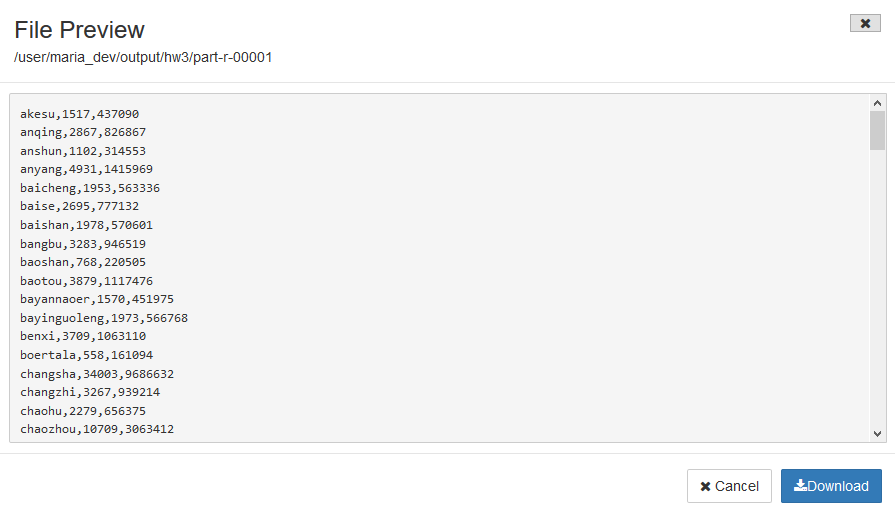 File Preview
/user/maria_dev/output/hw3/part-r-00001
akesu,1517,437090
anqing,2867,826867
anshun,1102,314553
anyang,4931,1415969
baicheng,1953,563336
baise,2695,777132
baishan,1978,570601
bangbu,3283,946519
baoshan,768,220505
baotou,3879,1117476
bayannaoer,1570,451975
bayinguoleng,1973,566768
benxi,3709,1063110
boertala,558,161094
changsha,34003,9686632
changzhi,3267,939214
chaohu,2279,656375
chaozhou,10709,3063412
Cancel
Download